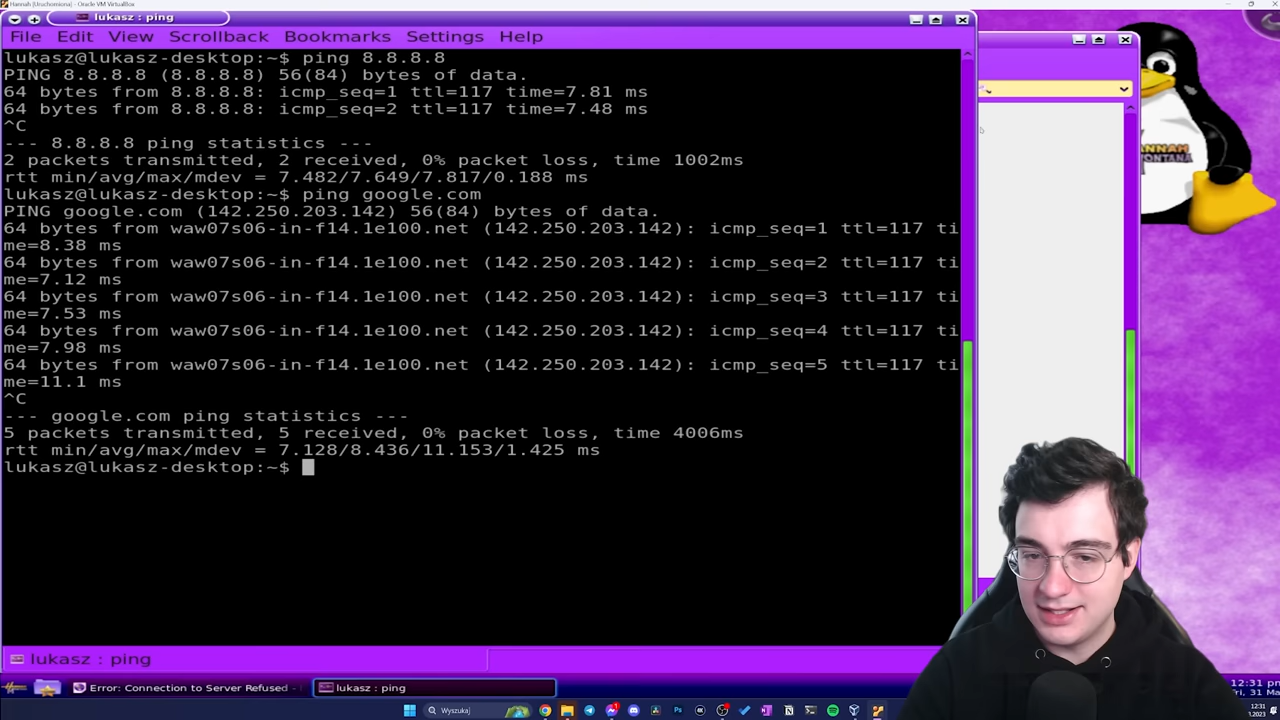 Hannah (Uruchomiona) - Oracle VM VirtualBox
lukasz : ping
File Edit View Scrollback Bookmarks Settings Help
lukasz@lukasz-desktop:~$ ping 8.8.8.8
PING 8.8.8.8 (8.8.8.8) 56(84) bytes of data.
64 bytes from 8.8.8.8: icmp_seq=1 ttl=117 time=7.81 ms
64 bytes from 8.8.8.8: icmp_seq=2 ttl=117 time=7.48 ms
^C
--- 8.8.8.8 ping statistics ---
2 packets transmitted, 2 received, 0% packet loss, time 1002ms
rtt min/avg/max/mdev = 7.482/7.649/7.817/0.188 ms
lukasz@lukasz-desktop:~$ ping google.com
PING google.com (142.250.203.142) 56(84) bytes of data.
64 bytes from waw07s06-in-f14.1e100.net (142.250.203.142): icmp_seq=1 ttl=117 ti
me=8.38 ms
64 bytes from waw07s06-in-f14.1e100.net (142.250.203.142): icmp_seq=2 ttl=117 ti
me=7.12 ms
64 bytes from waw07s06-in-f14.1e100.net (142.250.203.142): icmp_seq=3 ttl=117 ti
me=7.53 ms
64 bytes from waw07s06-in-f14.1e100.net (142.250.203.142): icmp_seq=4 ttl=117 ti
me=7.98 ms
64 bytes from waw07s06-in-f14.1e100.net (142.250.203.142): icmp_seq=5 ttl=117 ti
me=11.1 ms
^C
--- google.com ping statistics ---
5 packets transmitted, 5 received, 0% packet loss, time 4006ms
rtt min/avg/max/mdev = 7.128/8.436/11.153/1.425 ms
lukasz@lukasz-desktop:~$
lukasz : ping
Error: Connection to Server Refused -
lukasz : ping
12:31 pm
Wyszukaj
12:31